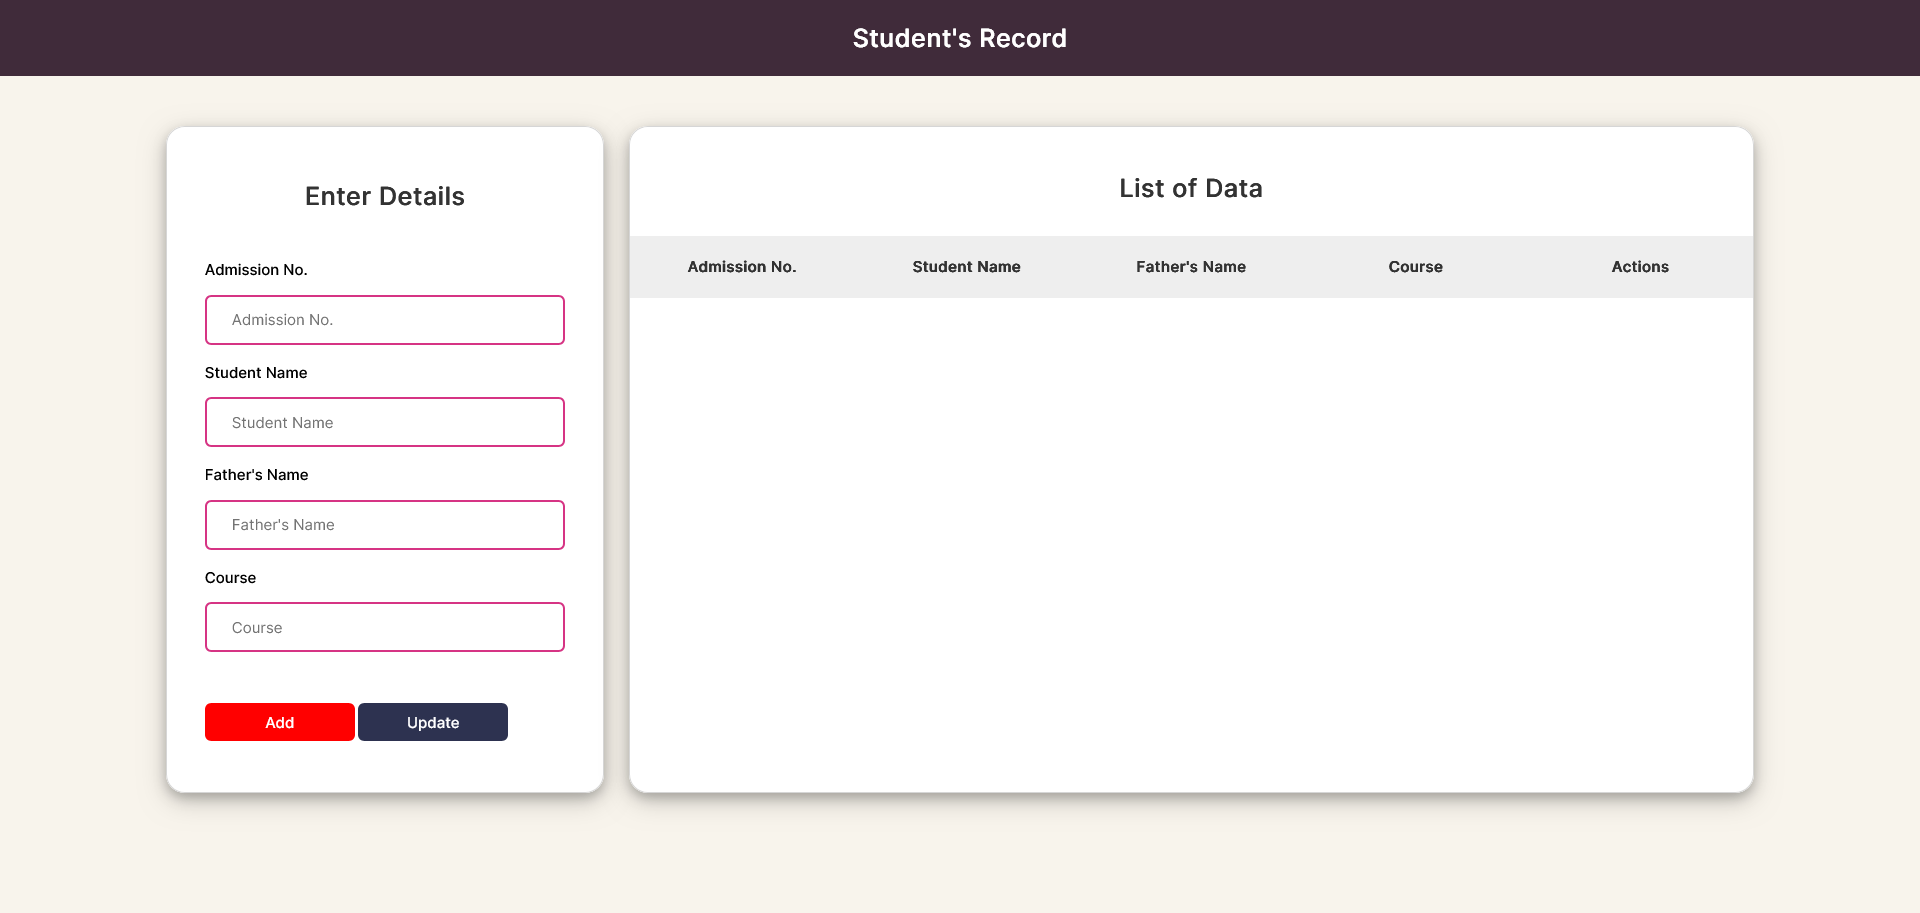 Student's Record
Enter Details
Admission No.
Admission No.
Student Name
Student Name
Father's Name
Father's Name
Course
Course
Add Update
List of Data
Admission No. Student Name Father's Name Course Actions